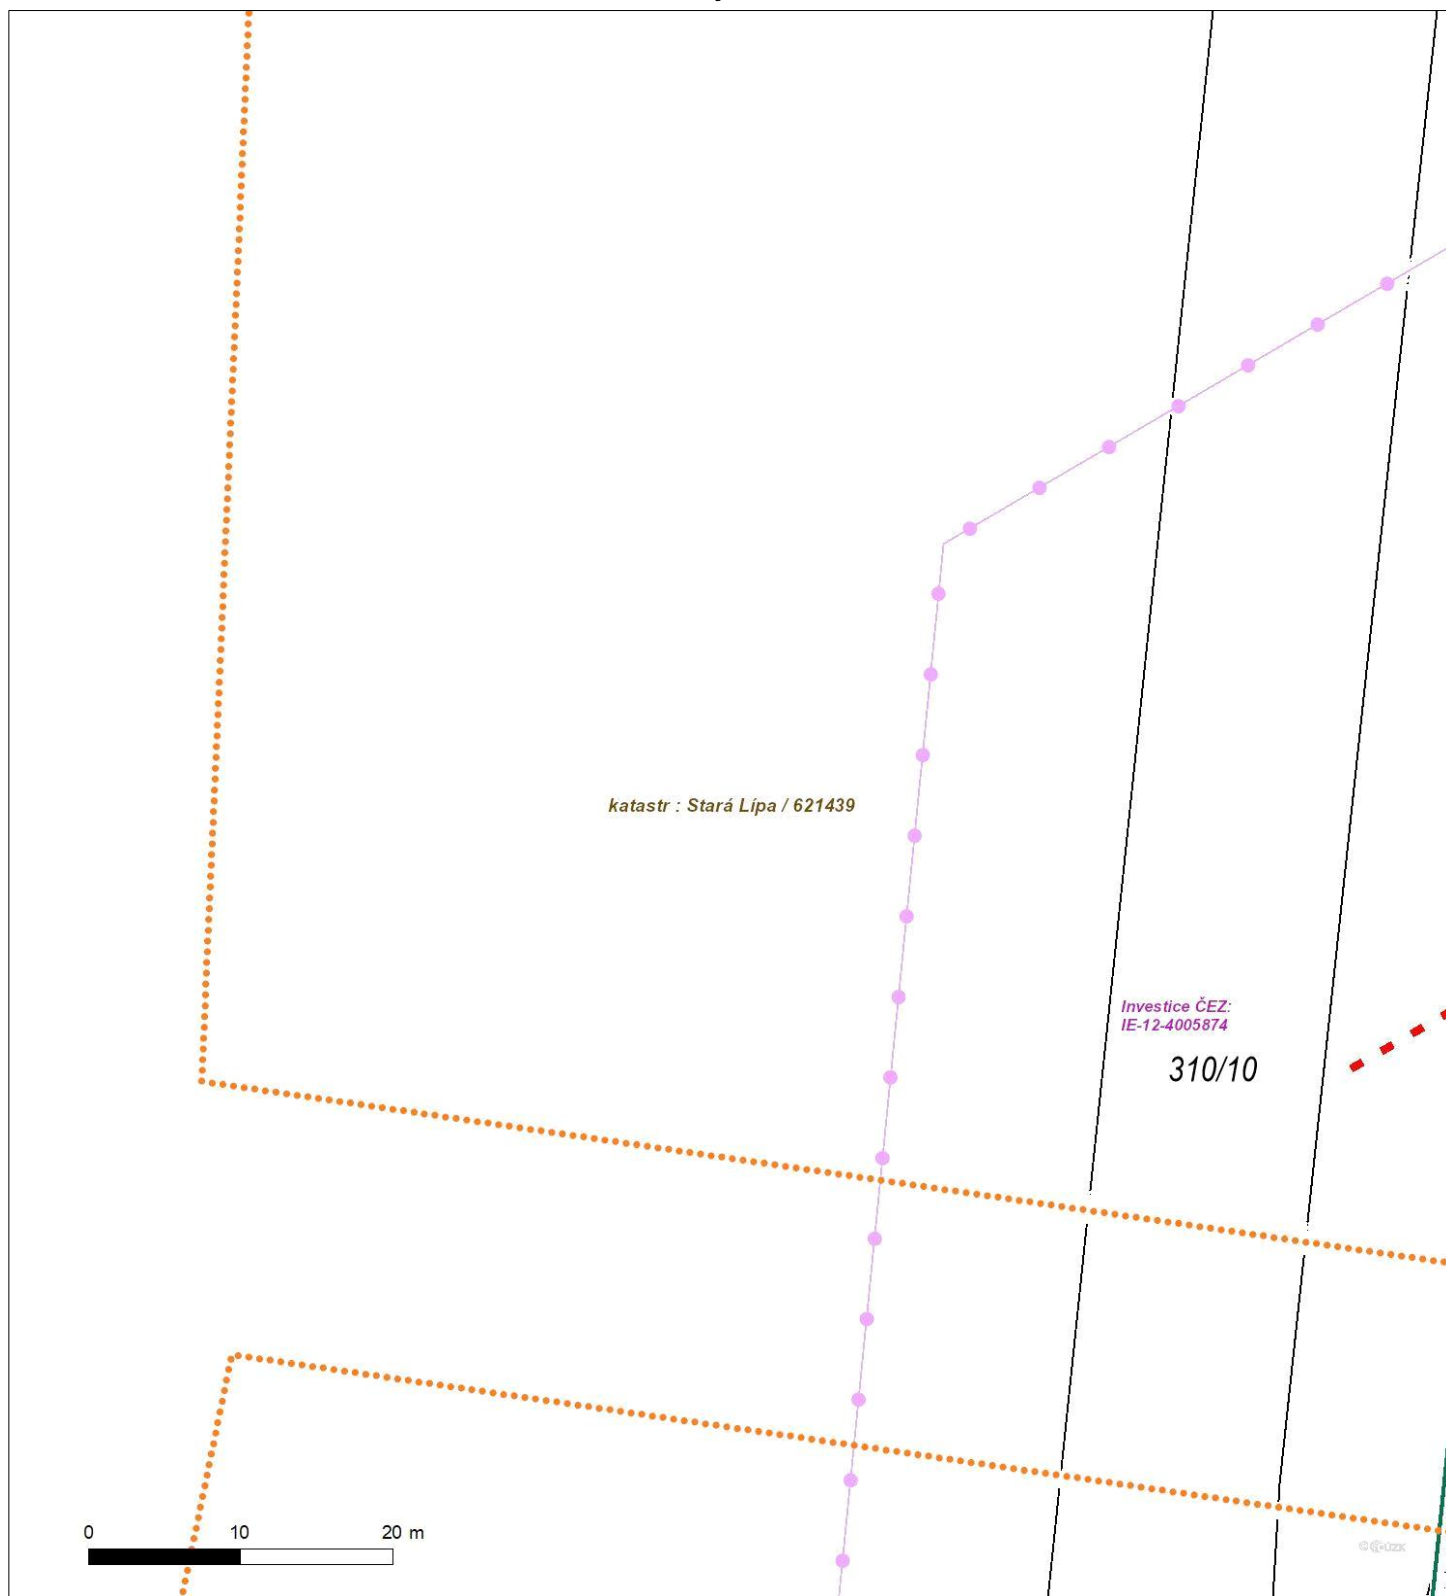 katastr : Stará Lípa / 621439
Investice ČEZ:
IE-12-4005874
310/10
0 10 20 m